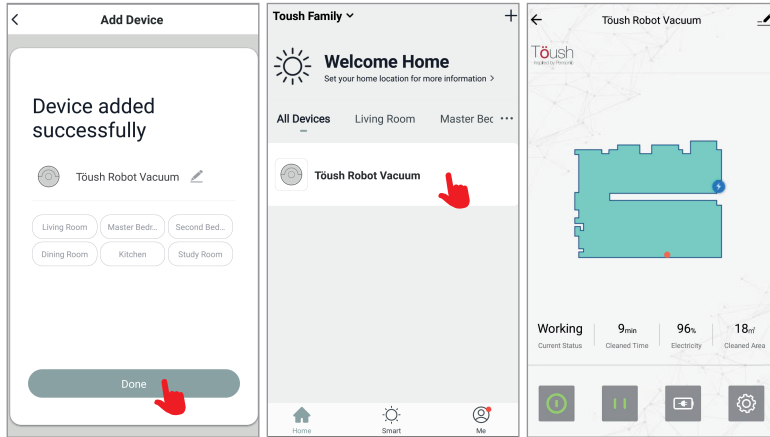 Add Device
Device added
successfully
Töush Robot Vacuum
Living Room
Master Bedr...
Second Bed...
Dining Room
Kitchen
Study Room
Done
Toush Family
Welcome Home
Set your home location for more information >
All Devices
Living Room
Master Bec ...
Töush Robot Vacuum
Home
Smart
Me
Töush Robot Vacuum
Töush
Inspired by Pensonic
Working
9min
96%
18㎡
Current Status
Cleaned Time
Electricity
Cleaned Area